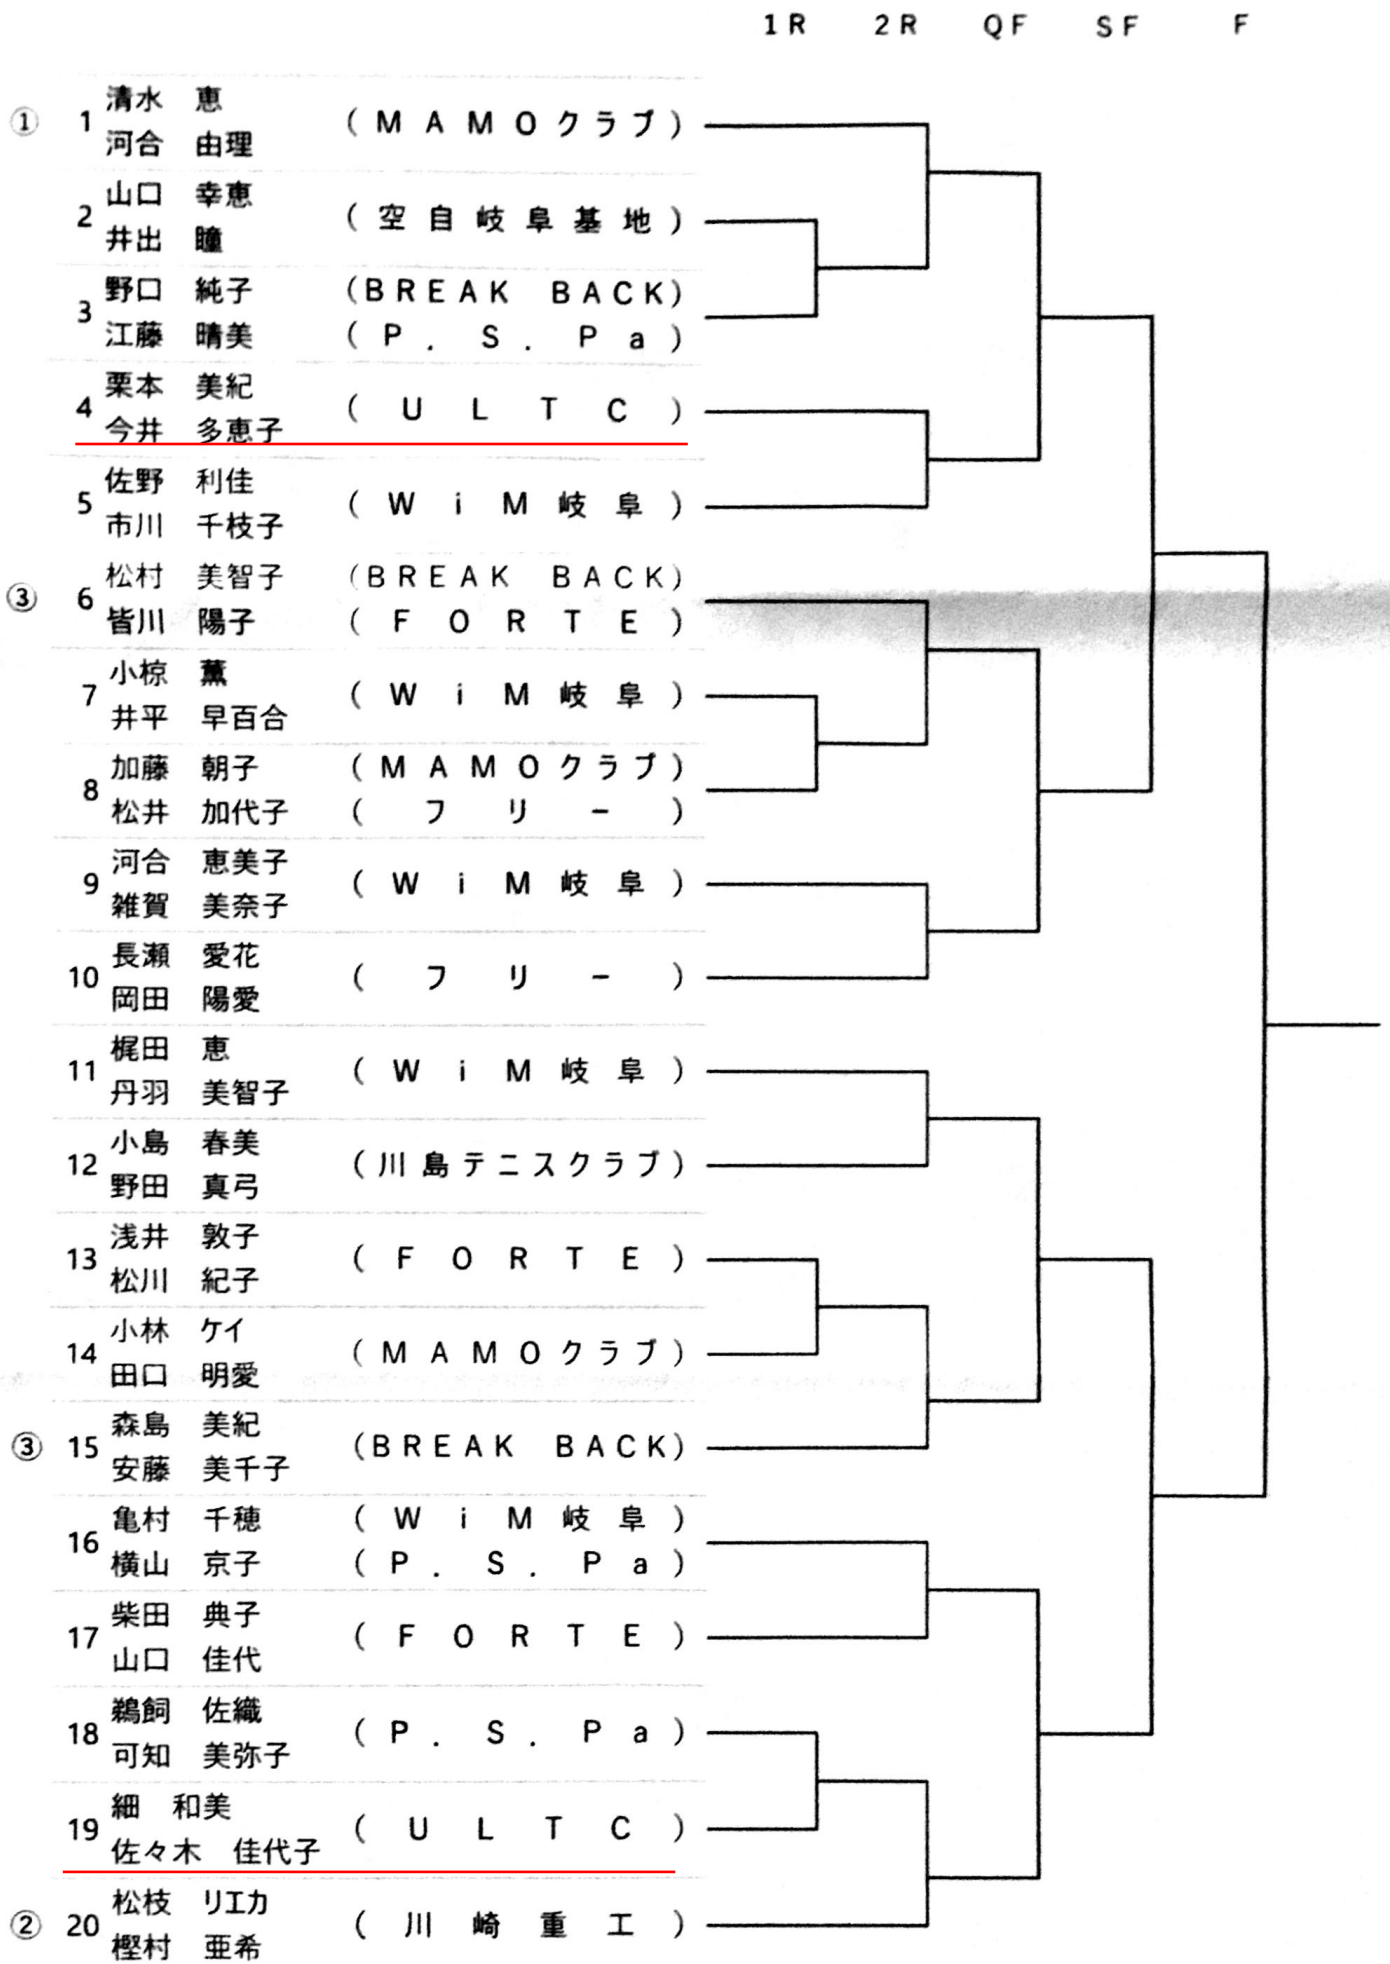 1R 2R QF SF F
① 1 清水 恵 (MAMOクラブ)
河合 由理
2 山口 幸恵 (空自岐阜基地)
井出 瞳
3 野口 純子 (BREAK BACK)
江藤 晴美 (P.S.Pa)
4 栗本 美紀 (ULTC)
今井 多恵子
5 佐野 利佳 (WiM岐阜)
市川 千枝子
③ 6 松村 美智子 (BREAK BACK)
皆川 陽子 (FORTE)
7 小椋 薫 (WiM岐阜)
井平 早百合
8 加藤 朝子 (MAMOクラブ)
松井 加代子 (フリー)
9 河合 恵美子 (WiM岐阜)
雑賀 美奈子
10 長瀬 愛花 (フリー)
岡田 陽愛
11 梶田 恵 (WiM岐阜)
丹羽 美智子
12 小島 春美 (川島テニスクラブ)
野田 真弓
13 浅井 敦子 (FORTE)
松川 紀子
14 小林 ケイ (MAMOクラブ)
田口 明愛
③ 15 森島 美紀 (BREAK BACK)
安藤 美千子
16 亀村 千穂 (WiM岐阜)
横山 京子 (P.S.Pa)
17 柴田 典子 (FORTE)
山口 佳代
18 鵜飼 佐織 (P.S.Pa)
可知 美弥子
19 細 和美 (ULTC)
佐々木 佳代子
② 20 松枝 リエカ (川崎重工)
樫村 亜希